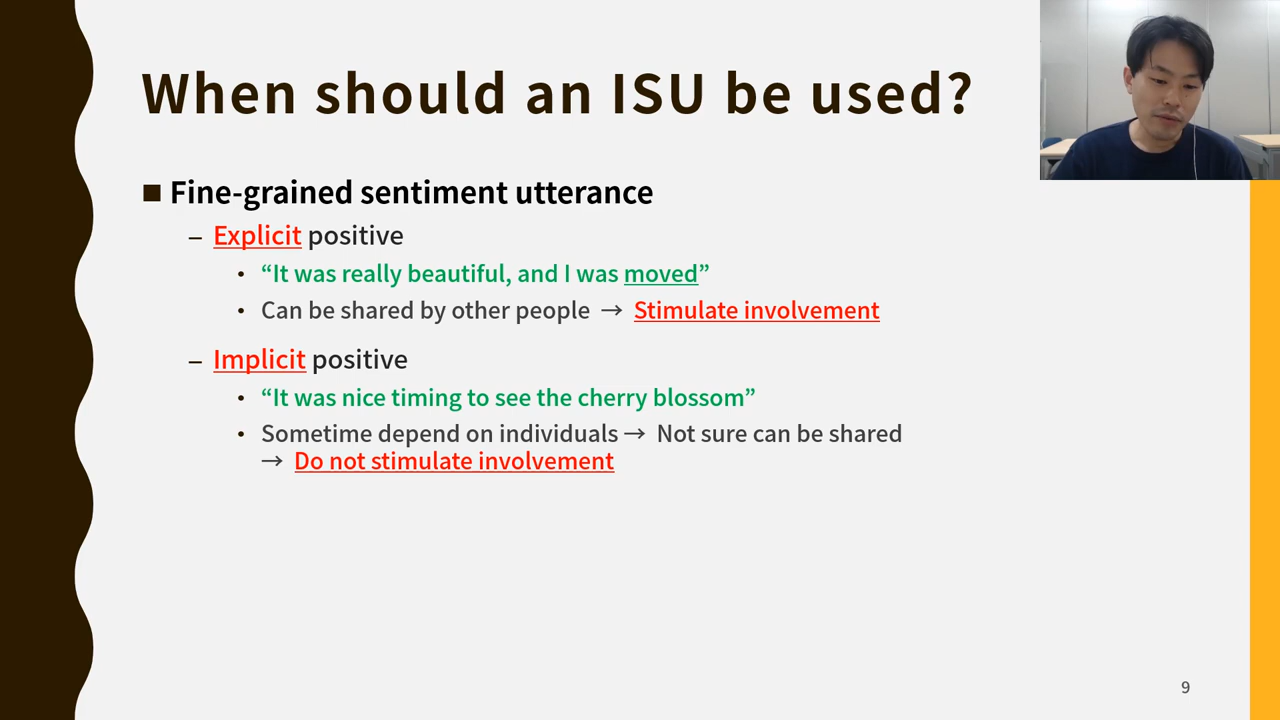 When should an ISU be used?
■ Fine-grained sentiment utterance
– Explicit positive
• “It was really beautiful, and I was moved”
• Can be shared by other people → Stimulate involvement
– Implicit positive
• “It was nice timing to see the cherry blossom”
• Sometime depend on individuals → Not sure can be shared
→ Do not stimulate involvement
9